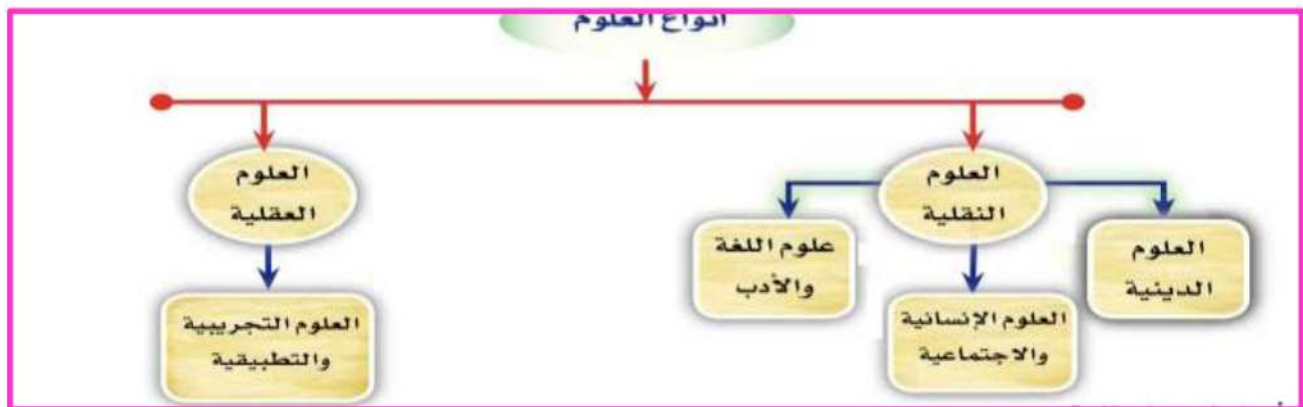 أنواع العلوم
العلوم
النقلية
العلوم
العقلية
العلوم
الدينية
العلوم الإنسانية
والاجتماعية
علوم اللغة
والأدب
العلوم التجريبية
والتطبيقية